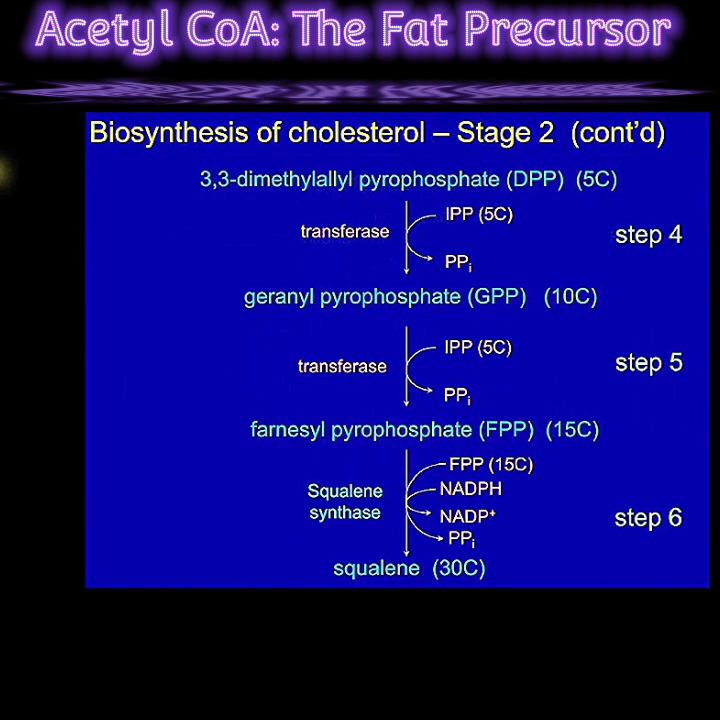 Acetyl CoA: The Fat Precursor
Biosynthesis of cholesterol – Stage 2 (cont'd)
3,3-dimethylallyl pyrophosphate (DPP) (5C)
IPP (5C)
transferase
step 4
PPi
geranyl pyrophosphate (GPP) (10C)
IPP (5C)
transferase
step 5
PPi
farnesyl pyrophosphate (FPP) (15C)
FPP (15C)
Squalene
synthase
NADPH
NADP+
step 6
PPi
squalene (30C)